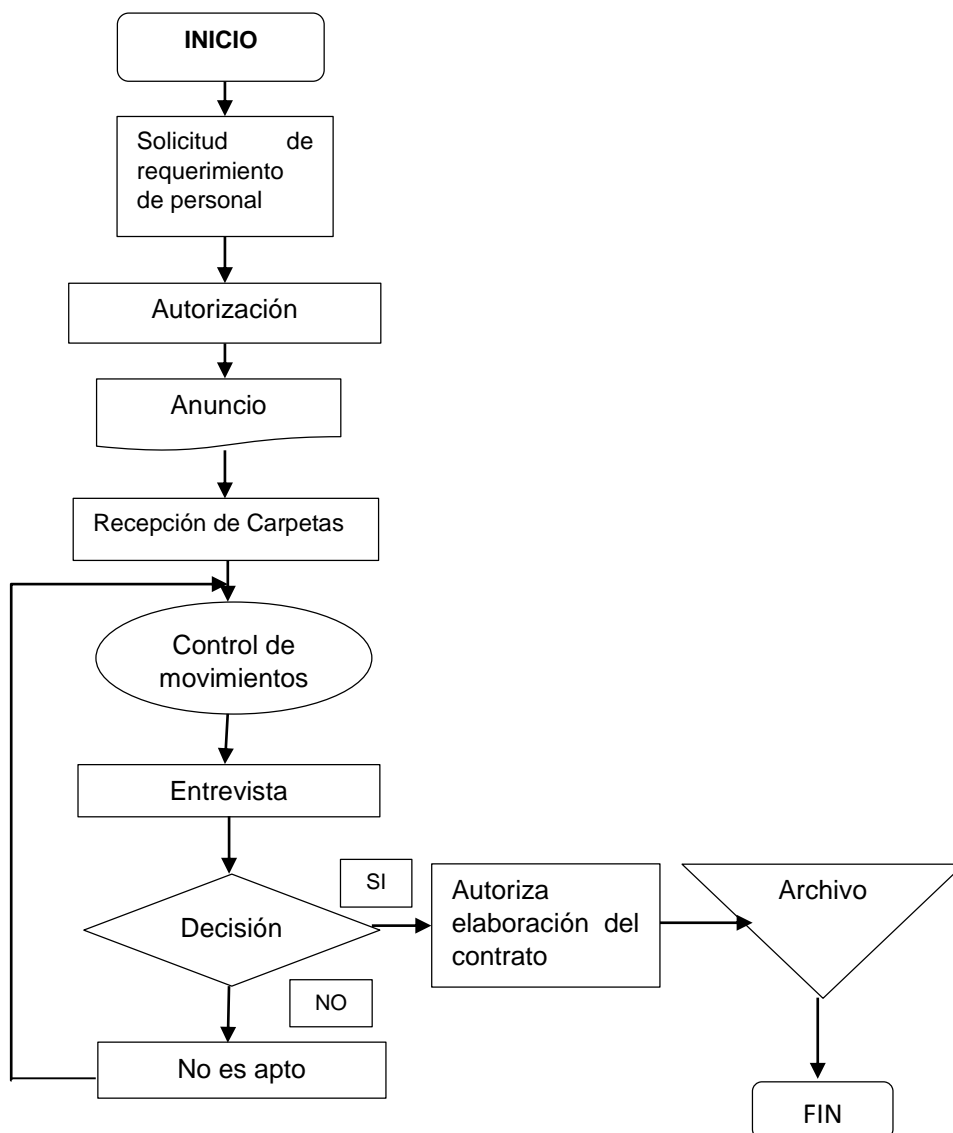 INICIO
Solicitud de
requerimiento
de personal
Autorización
Anuncio
Recepción de Carpetas
Control de
movimientos
Entrevista
Decisión
SI
Autoriza
elaboración del
contrato
Archivo
NO
No es apto
FIN